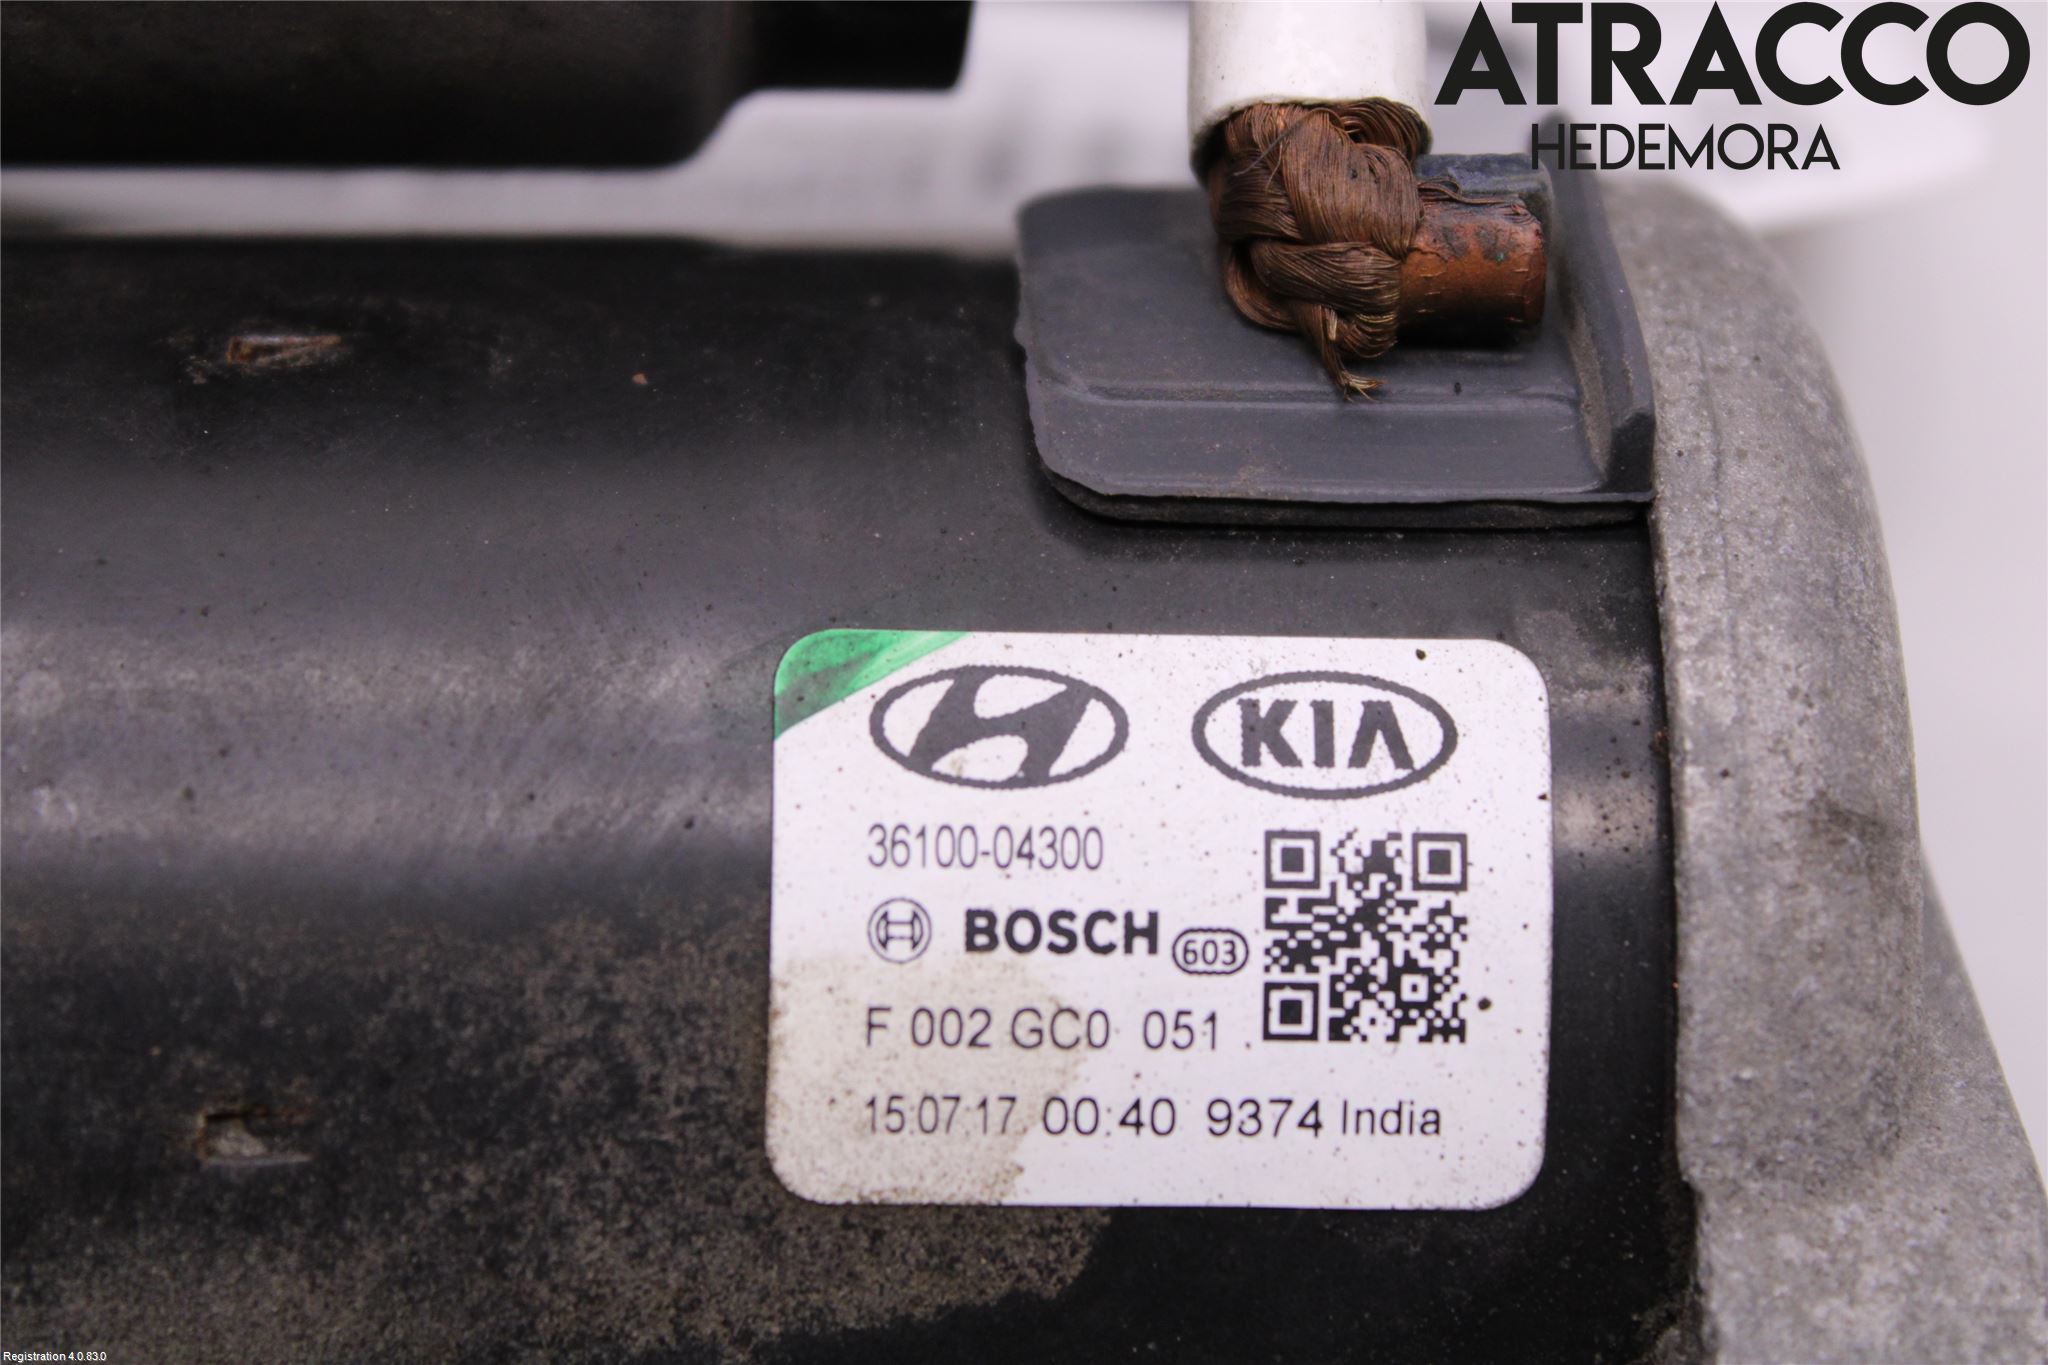 ATRACCO
HEDEMORA
KIA
36100-04300
BOSCH 603
F 002 GC0 051
15.07.17 00:40 9374 India
Registration 4.0.83.0